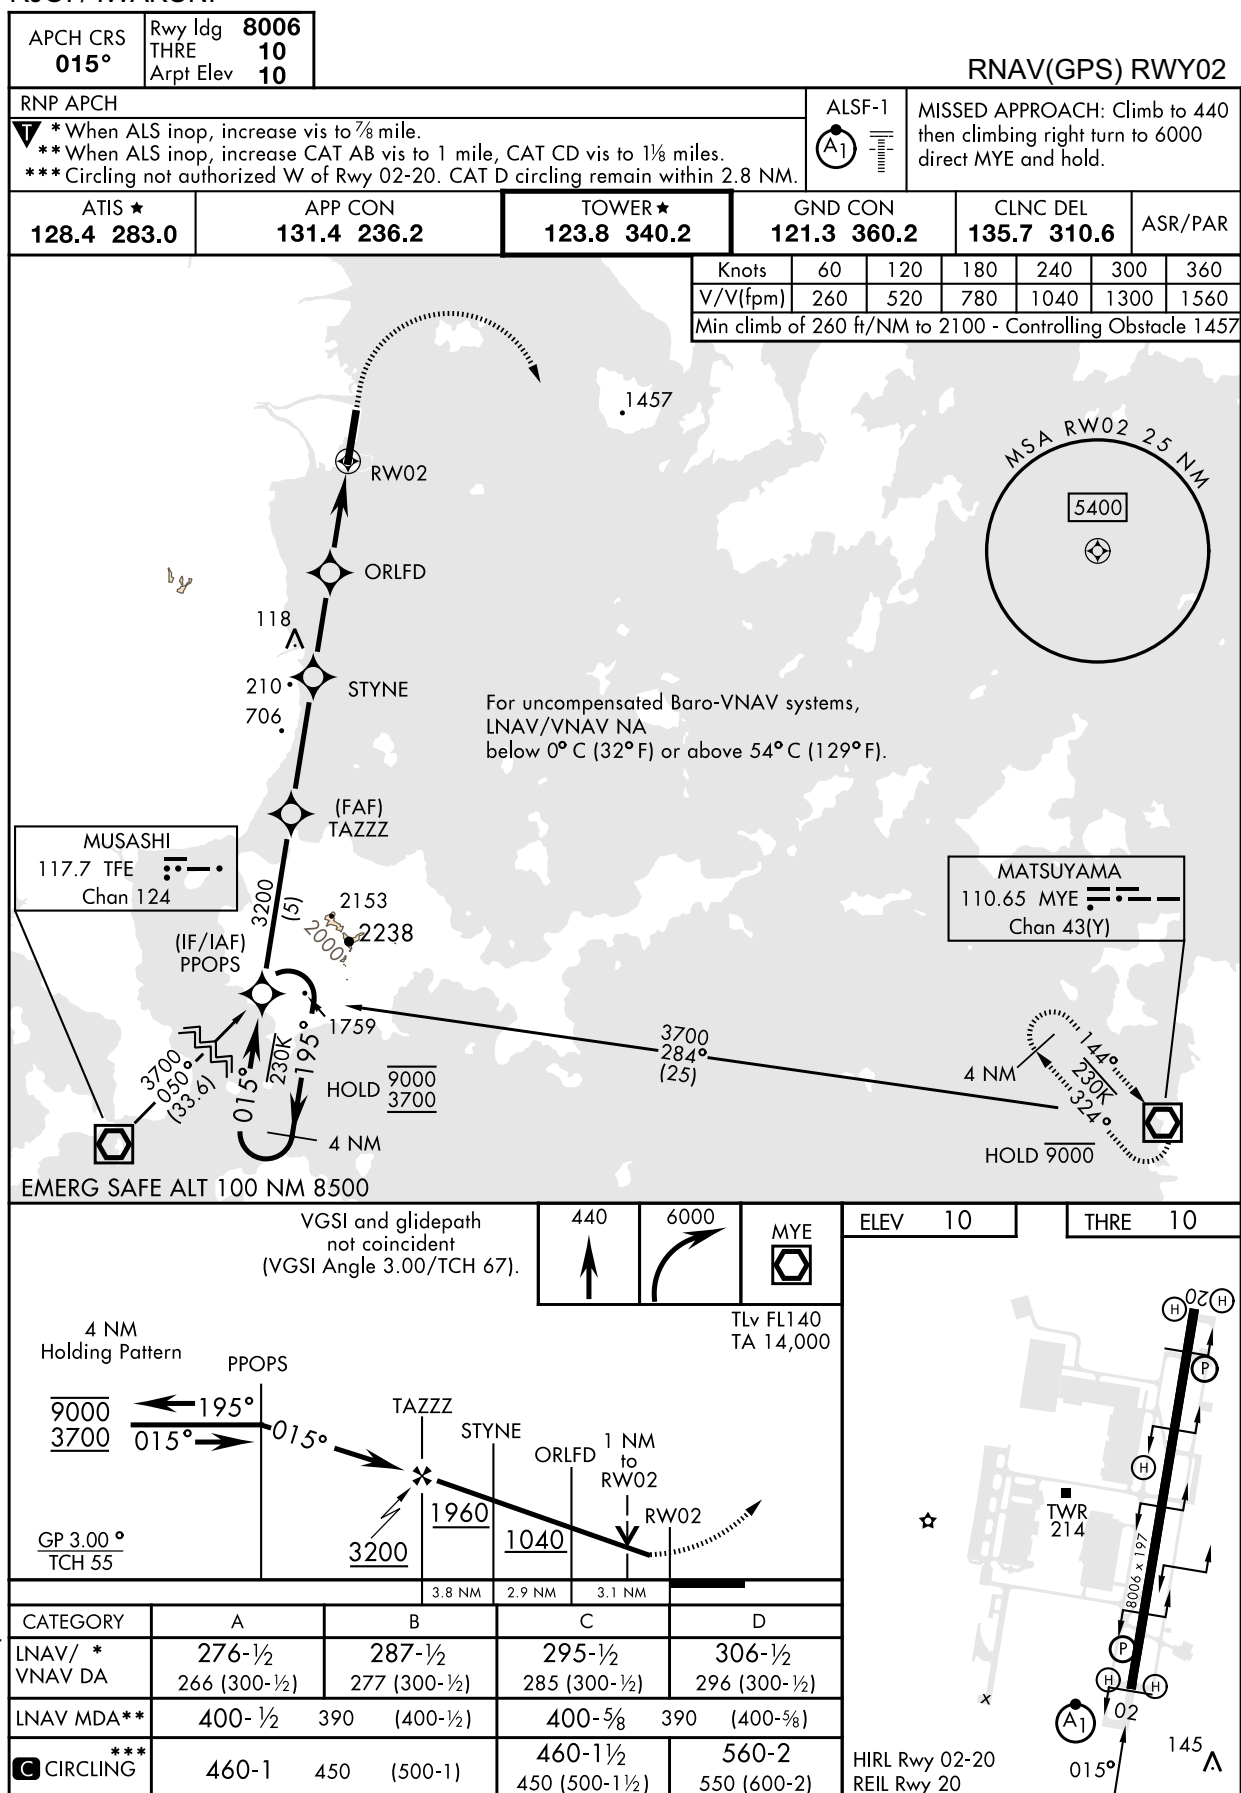 RNAV(GPS) RWY02
APCH CRS
015°
Rwy ldg 8006
THRE 10
Arpt Elev 10
RNP APCH
T * When ALS inop, increase vis to ⅞ mile.
** When ALS inop, increase CAT AB vis to 1 mile, CAT CD vis to 1⅛ miles.
*** Circling not authorized W of Rwy 02-20. CAT D circling remain within 2.8 NM.
ALSF-1
A1
MISSED APPROACH: Climb to 440
then climbing right turn to 6000
direct MYE and hold.
ATIS ★
128.4 283.0
APP CON
131.4 236.2
TOWER ★
123.8 340.2
GND CON
121.3 360.2
CLNC DEL
135.7 310.6
ASR/PAR
Knots 60 120 180 240 300 360
V/V(fpm) 260 520 780 1040 1300 1560
Min climb of 260 ft/NM to 2100 - Controlling Obstacle 1457
1457
MSA RW02 25 NM
5400
RW02
ORLFD
118
210
STYNE
706
For uncompensated Baro-VNAV systems,
LNAV/VNAV NA
below 0° C (32° F) or above 54° C (129° F).
(FAF)
TAZZZ
MUSASHI
117.7 TFE
Chan 124
MATSUYAMA
110.65 MYE
Chan 43(Y)
3200
(5)
2153
2238
2000
(IF/IAF)
PPOPS
1759
3700
050°
(33.6)
015°
230K
195°
HOLD 9000
3700
4 NM
3700
284°
(25)
4 NM
144°
230K
324°
HOLD 9000
EMERG SAFE ALT 100 NM 8500
VGSI and glidepath
not coincident
(VGSI Angle 3.00/TCH 67).
440
6000
MYE
TLv FL140
TA 14,000
ELEV 10
THRE 10
4 NM
Holding Pattern
PPOPS
9000
3700
195°
015°
015°
TAZZZ
STYNE
ORLFD
1 NM
to
RW02
RW02
1960
1040
3200
GP 3.00 °
TCH 55
3.8 NM 2.9 NM 3.1 NM
20
H
H
P
H
TWR
214
8006 x 197
P
H
H
x
02
A1
015°
145
HIRL Rwy 02-20
REIL Rwy 20
CATEGORY A B C D
LNAV/ *
VNAV DA
276-½ 287-½ 295-½ 306-½
266 (300-½) 277 (300-½) 285 (300-½) 296 (300-½)
LNAV MDA** 400-½ 390 (400-½) 400-⅝ 390 (400-⅝)
C CIRCLING *** 460-1 450 (500-1)
460-1½ 560-2
450 (500-1½) 550 (600-2)